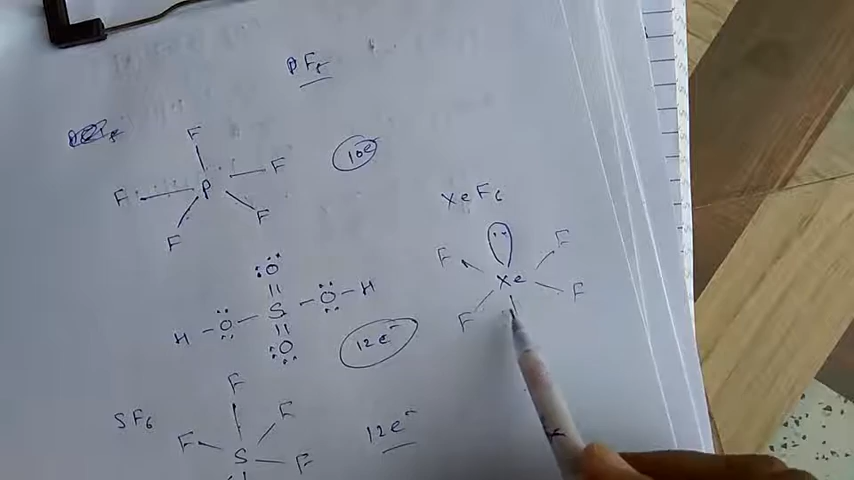 PF5
F
F P F
F F
10e⁻
XeF6
F F
Xe
F F
O
H O S O H
O
12e⁻
SF6
F
F F
S F
12e⁻